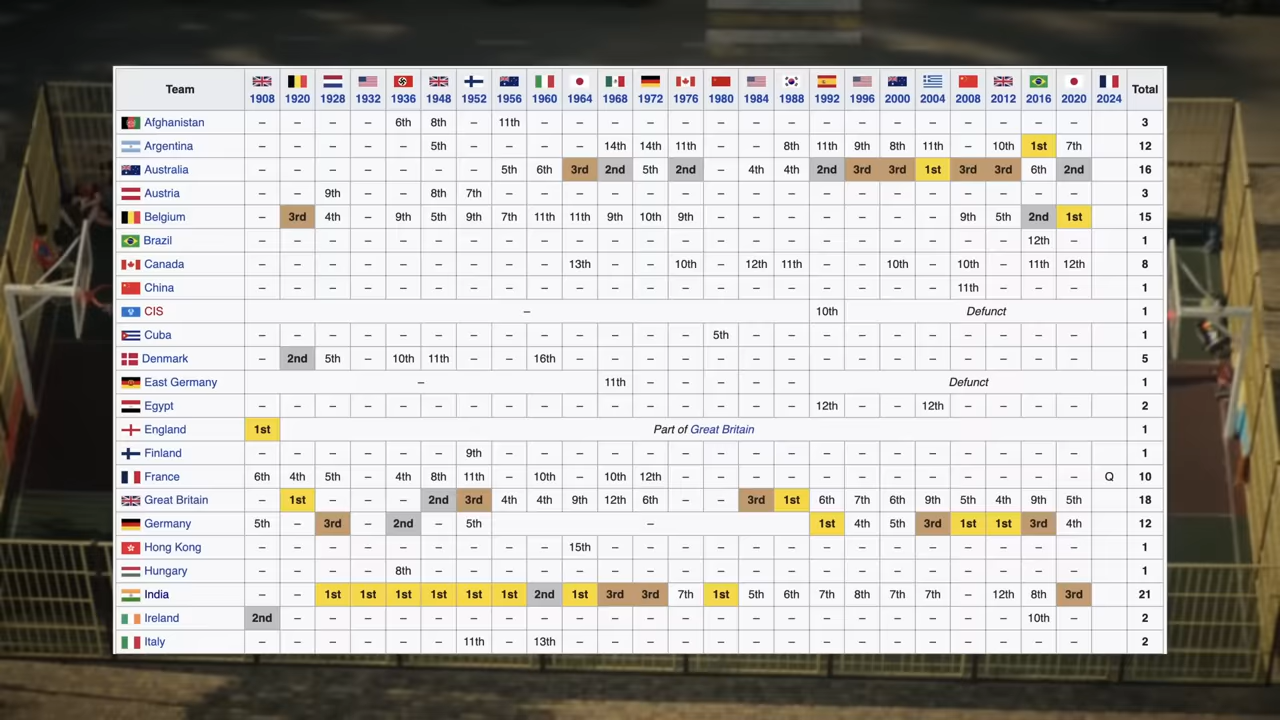 Team 1908 1920 1928 1932 1936 1948 1952 1956 1960 1964 1968 1972 1976 1980 1984 1988 1992 1996 2000 2004 2008 2012 2016 2020 2024 Total
Afghanistan – – – – 6th 8th – 11th – – – – – – – – – – – – – – – – – 3
Argentina – – – – – 5th – – – – 14th 14th 11th – – 8th 11th 9th 8th 11th – 10th 1st 7th 12
Australia – – – – – – – 5th 6th 3rd 2nd 5th 2nd – 4th 4th 2nd 3rd 3rd 1st 3rd 3rd 6th 2nd 16
Austria – – 9th – – 8th 7th – – – – – – – – – – – – – – – – – 3
Belgium – 3rd 4th – 9th 5th 9th 7th 11th 11th 9th 10th 9th – – – – – – – 9th 5th 2nd 1st 15
Brazil – – – – – – – – – – – – – – – – – – – – – – 12th – 1
Canada – – – – – – – – – 13th – – 10th – 12th 11th – – 10th – 10th – 11th 12th 8
China – – – – – – – – – – – – – – – – – – – – 11th – – – 1
CIS – 10th Defunct 1
Cuba – – – – – – – – – – – – – 5th – – – – – – – – – – 1
Denmark – 2nd 5th – 10th 11th – – 16th – – – – – – – – – – – – – – – 5
East Germany – 11th – – – – – Defunct 1
Egypt – – – – – – – – – – – – – – – – 12th – – 12th – – – – 2
England 1st Part of Great Britain 1
Finland – – – – – – 9th – – – – – – – – – – – – – – – – – 1
France 6th 4th 5th – 4th 8th 11th – 10th – 10th 12th – – – – – – – – – – – – Q 10
Great Britain – 1st – – – 2nd 3rd 4th 4th 9th 12th 6th – – 3rd 1st 6th 7th 6th 9th 5th 4th 9th 5th 18
Germany 5th – 3rd – 2nd – 5th – 1st 4th 5th 3rd 1st 1st 3rd 4th 12
Hong Kong – – – – – – – – – 15th – – – – – – – – – – – – – – 1
Hungary – – – – 8th – – – – – – – – – – – – – – – – – – – 1
India – – 1st 1st 1st 1st 1st 1st 2nd 1st 3rd 3rd 7th 1st 5th 6th 7th 8th 7th 7th – 12th 8th 3rd 21
Ireland 2nd – – – – – – – – – – – – – – – – – – – – – 10th – 2
Italy – – – – – – 11th – 13th – – – – – – – – – – – – – – – 2